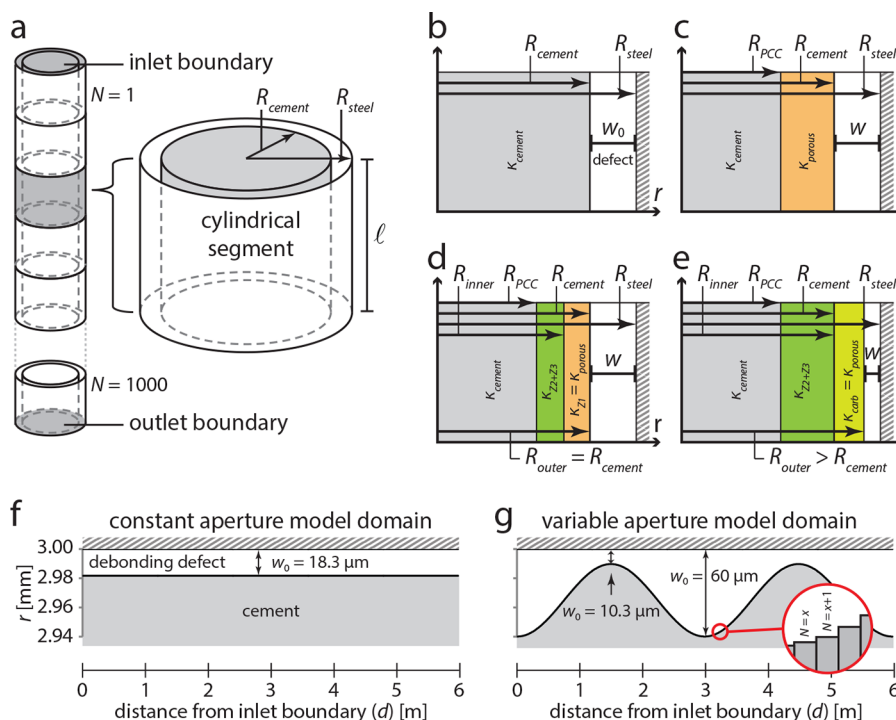 a
inlet boundary
N = 1
R_cement
R_steel
cylindrical
segment
ℓ
N = 1000
outlet boundary
b
R_cement
R_steel
w₀
defect
κ_cement
r
c
R_PCC
R_cement
R_steel
w
κ_cement
κ_porous
d
R_inner
R_PCC
R_cement
R_steel
w
κ_cement
κ_Z2+Z3
κ_Z1 = κ_porous
r
R_outer = R_cement
e
R_inner
R_PCC
R_cement
R_steel
w
κ_cement
κ_Z2+Z3
κ_carb = κ_porous
R_outer > R_cement
f
constant aperture model domain
3.00
debonding defect
w₀ = 18.3 µm
2.98
cement
2.96
2.94
r [mm]
0 1 2 3 4 5 6
distance from inlet boundary (d) [m]
g
variable aperture model domain
w₀ = 60 µm
w₀ = 10.3 µm
N = x
N = x+1
0 1 2 3 4 5 6
distance from inlet boundary (d) [m]